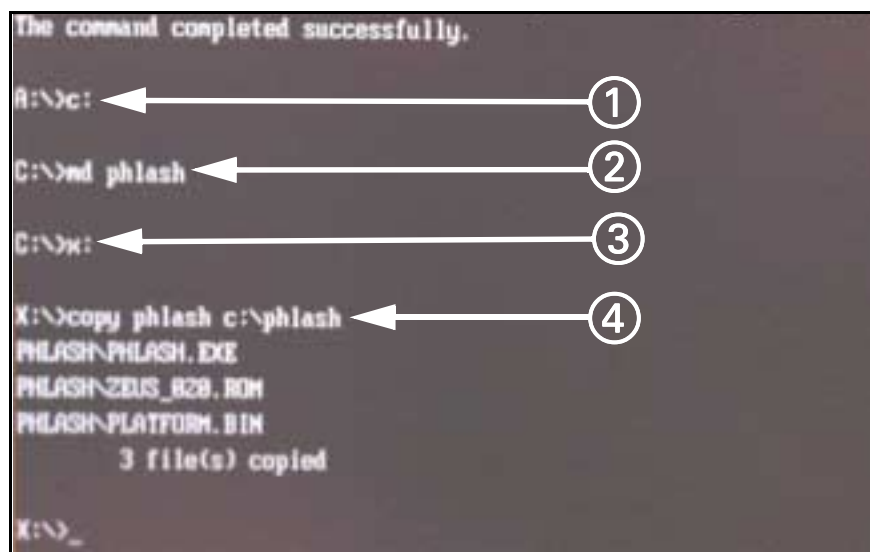 The command completed successfully.
A:\>c: ①
C:\>md phlash ②
C:\>x: ③
X:\>copy phlash c:\phlash ④
PHLASH\PHLASH.EXE
PHLASH\ZEUS_020.ROM
PHLASH\PLATFORM.BIN
3 file(s) copied
X:\>_